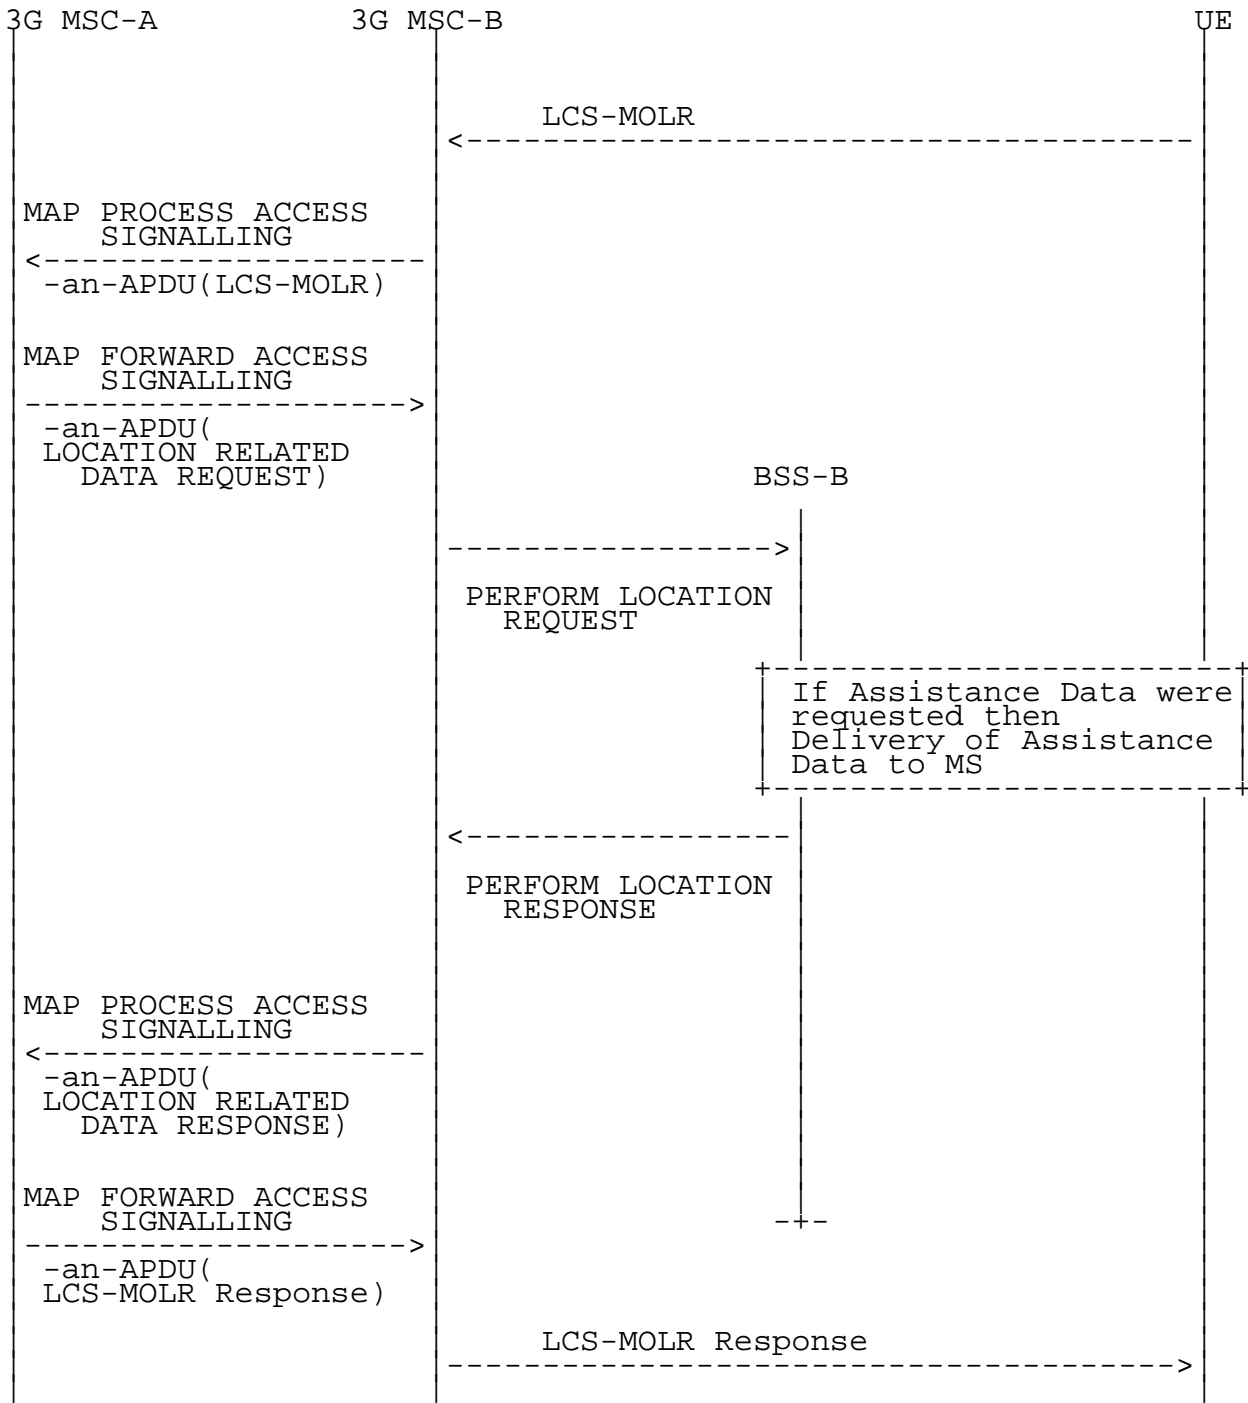 3G MSC-A 3G MSC-B UE
LCS-MOLR
<--------------------------------------
MAP PROCESS ACCESS
SIGNALLING
<--------------------
-an-APDU(LCS-MOLR)
MAP FORWARD ACCESS
SIGNALLING
-------------------->
-an-APDU(
LOCATION RELATED
DATA REQUEST)
BSS-B
----------------->
PERFORM LOCATION
REQUEST
+------------------------+
If Assistance Data were
requested then
Delivery of Assistance
Data to MS
+------------------------+
<-----------------
PERFORM LOCATION
RESPONSE
MAP PROCESS ACCESS
SIGNALLING
<--------------------
-an-APDU(
LOCATION RELATED
DATA RESPONSE)
MAP FORWARD ACCESS
SIGNALLING
-+-
-------------------->
-an-APDU(
LCS-MOLR Response)
LCS-MOLR Response
-------------------------------------->